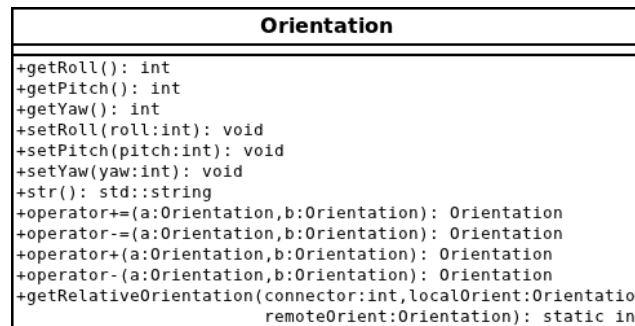 Orientation
+getRoll(): int
+getPitch(): int
+getYaw(): int
+setRoll(roll:int): void
+setPitch(pitch:int): void
+setYaw(yaw:int): void
+str(): std::string
+operator+=(a:Orientation,b:Orientation): Orientation
+operator-=(a:Orientation,b:Orientation): Orientation
+operator+(a:Orientation,b:Orientation): Orientation
+operator-(a:Orientation,b:Orientation): Orientation
+getRelativeOrientation(connector:int,localOrient:Orientatio
remoteOrient:Orientation): static in